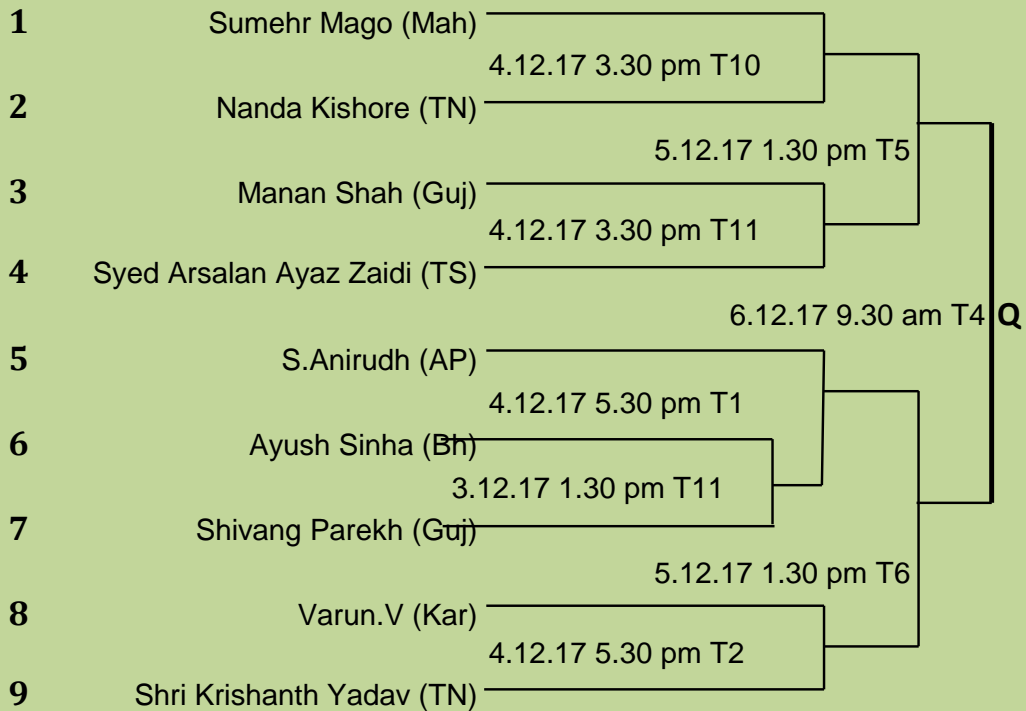 1 Sumehr Mago (Mah)
4.12.17 3.30 pm T10
2 Nanda Kishore (TN)
5.12.17 1.30 pm T5
3 Manan Shah (Guj)
4.12.17 3.30 pm T11
4 Syed Arsalan Ayaz Zaidi (TS)
6.12.17 9.30 am T4 Q
5 S.Anirudh (AP)
4.12.17 5.30 pm T1
6 Ayush Sinha (Bh)
3.12.17 1.30 pm T11
7 Shivang Parekh (Guj)
5.12.17 1.30 pm T6
8 Varun.V (Kar)
4.12.17 5.30 pm T2
9 Shri Krishanth Yadav (TN)